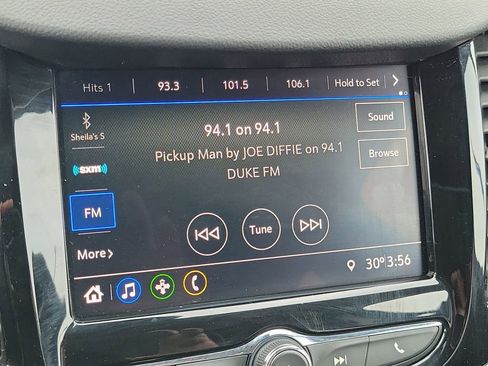 Hits 1 93.3 101.5 106.1 Hold to Set >
Sheila's S
sxm
FM
More >
94.1 on 94.1
Pickup Man by JOE DIFFIE on 94.1
DUKE FM
Sound
Browse
Tune
30° 3:56